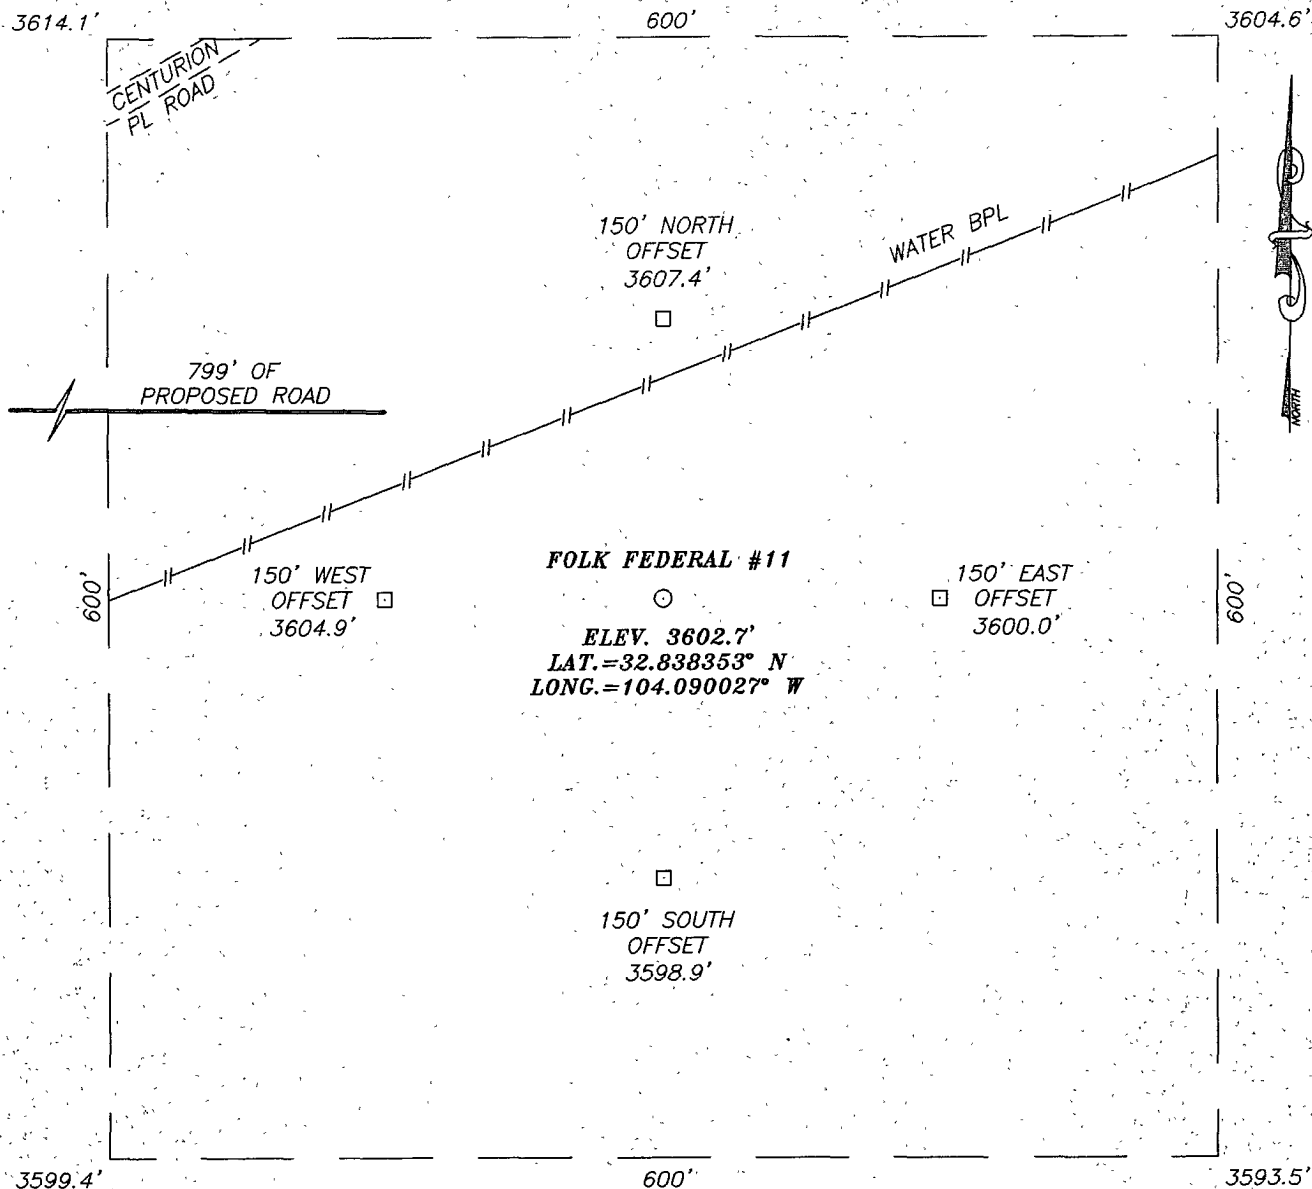 3614.1'
600'
3604.6'
CENTURION
PL ROAD
150' NORTH
OFFSET
3607.4'
WATER BPL
NORTH
799' OF
PROPOSED ROAD
600'
150' WEST
OFFSET
3604.9'
FOLK FEDERAL #11
ELEV. 3602.7'
LAT.=32.838353° N
LONG.=104.090027° W
150' EAST
OFFSET
3600.0'
600'
150' SOUTH
OFFSET
3598.9'
3599.4'
600'
3593.5'